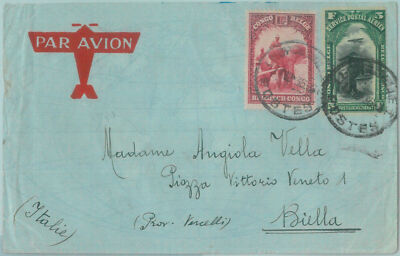 PAR AVION
CONGO BELGE
BELGISCH CONGO
SERVICE POSTAL AÉRIEN
Madame Angiola Vella
Piazza Vittorio Veneto 1
Biella
(Prov. Vercelli)
(Italie)